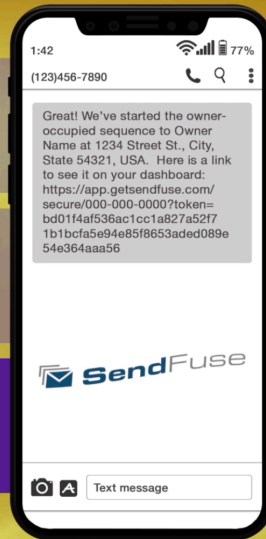 1:42
77%
(123)456-7890
Great! We've started the owner-
occupied sequence to Owner
Name at 1234 Street St., City,
State 54321, USA.  Here is a link
to see it on your dashboard:
https://app.getsendfuse.com/
secure/000-000-0000?token=
bd01f4af536ac1cc1a827a52f7
1b1bcfa5e94e85f8653aded089e
54e364aaa56
SendFuse
A
Text message